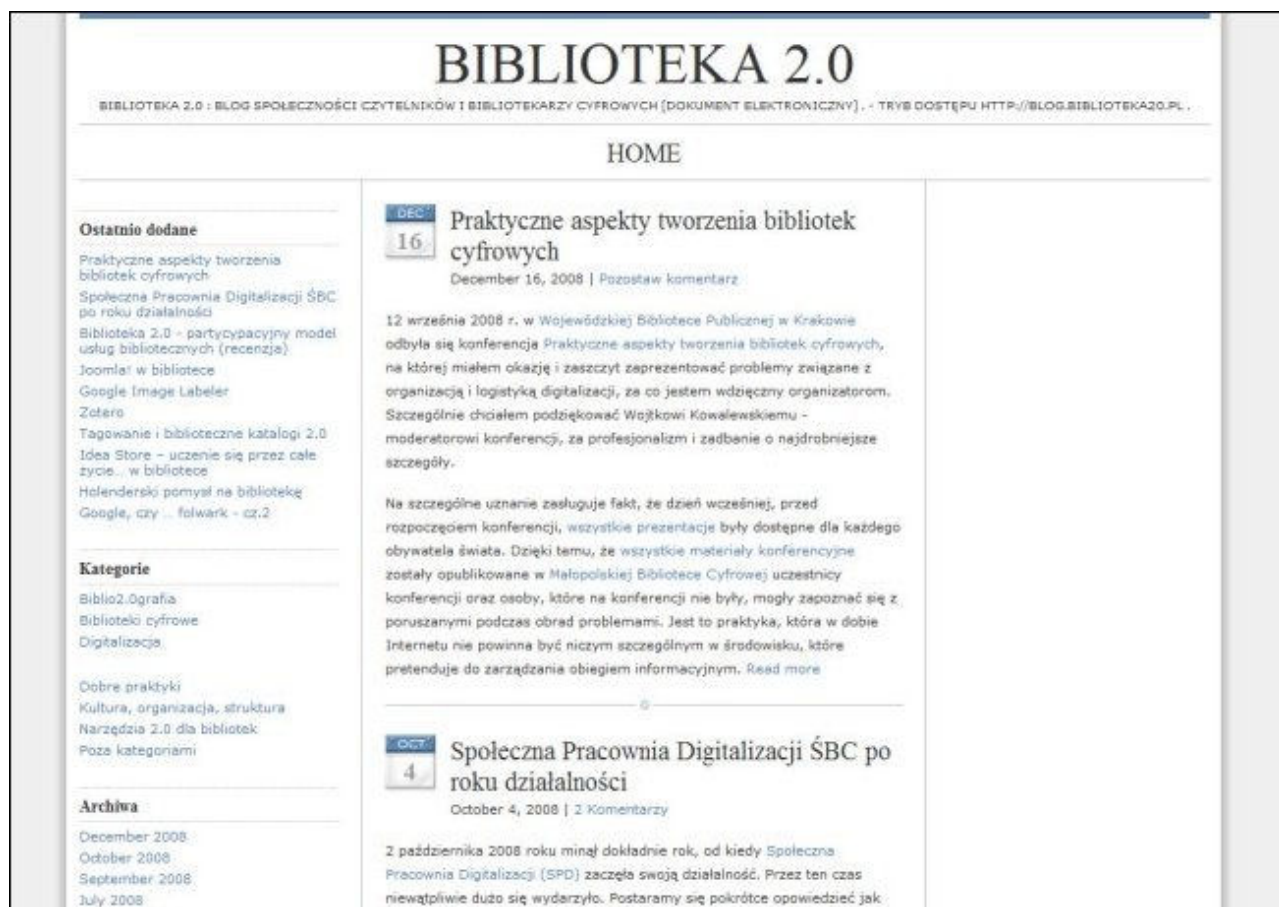 BIBLIOTEKA 2.0
BIBLIOTEKA 2.0 : BLOG SPOŁECZNOŚCI CZYTELNIKÓW I BIBLIOTEKARZY CYFROWYCH [DOKUMENT ELEKTRONICZNY] . - TRYB DOSTĘPU HTTP://BLOG.BIBLIOTEKA20.PL .
HOME
Ostatnio dodane
Praktyczne aspekty tworzenia
bibliotek cyfrowych
Społeczna Pracownia Digitalizacji ŚBC
po roku działalności
Biblioteka 2.0 - partycypacyjny model
usług bibliotecznych (recenzja)
Joomla! w bibliotece
Google Image Labeler
Zotero
Tagowanie i biblioteczne katalogi 2.0
Idea Store – uczenie się przez całe
życie... w bibliotece
Holenderski pomysł na bibliotekę
Google, czy ... folwark - cz.2
Kategorie
Biblio2.0grafia
Biblioteki cyfrowe
Digitalizacja
Dobre praktyki
Kultura, organizacja, struktura
Narzędzia 2.0 dla bibliotek
Poza kategoriami
Archiwa
December 2008
October 2008
September 2008
July 2008
DEC
16
Praktyczne aspekty tworzenia bibliotek
cyfrowych
December 16, 2008 | Pozostaw komentarz
12 września 2008 r. w Wojewódzkiej Bibliotece Publicznej w Krakowie
odbyła się konferencja Praktyczne aspekty tworzenia bibliotek cyfrowych,
na której miałem okazję i zaszczyt zaprezentować problemy związane z
organizacją i logistyką digitalizacji, za co jestem wdzięczny organizatorom.
Szczególnie chciałem podziękować Wojtkowi Kowalewskiemu -
moderatorowi konferencji, za profesjonalizm i zadbanie o najdrobniejsze
szczegóły.
Na szczególne uznanie zasługuje fakt, że dzień wcześniej, przed
rozpoczęciem konferencji, wszystkie prezentacje były dostępne dla każdego
obywatela świata. Dzięki temu, że wszystkie materiały konferencyjne
zostały opublikowane w Małopolskiej Bibliotece Cyfrowej uczestnicy
konferencji oraz osoby, które na konferencji nie były, mogły zapoznać się z
poruszanymi podczas obrad problemami. Jest to praktyka, która w dobie
Internetu nie powinna być niczym szczególnym w środowisku, które
pretenduje do zarządzania obiegiem informacyjnym. Read more
OCT
4
Społeczna Pracownia Digitalizacji ŚBC po
roku działalności
October 4, 2008 | 2 Komentarzy
2 października 2008 roku minął dokładnie rok, od kiedy Społeczna
Pracownia Digitalizacji (SPD) zaczęła swoją działalność. Przez ten czas
niewątpliwie dużo się wydarzyło. Postaramy się pokrótce opowiedzieć jak